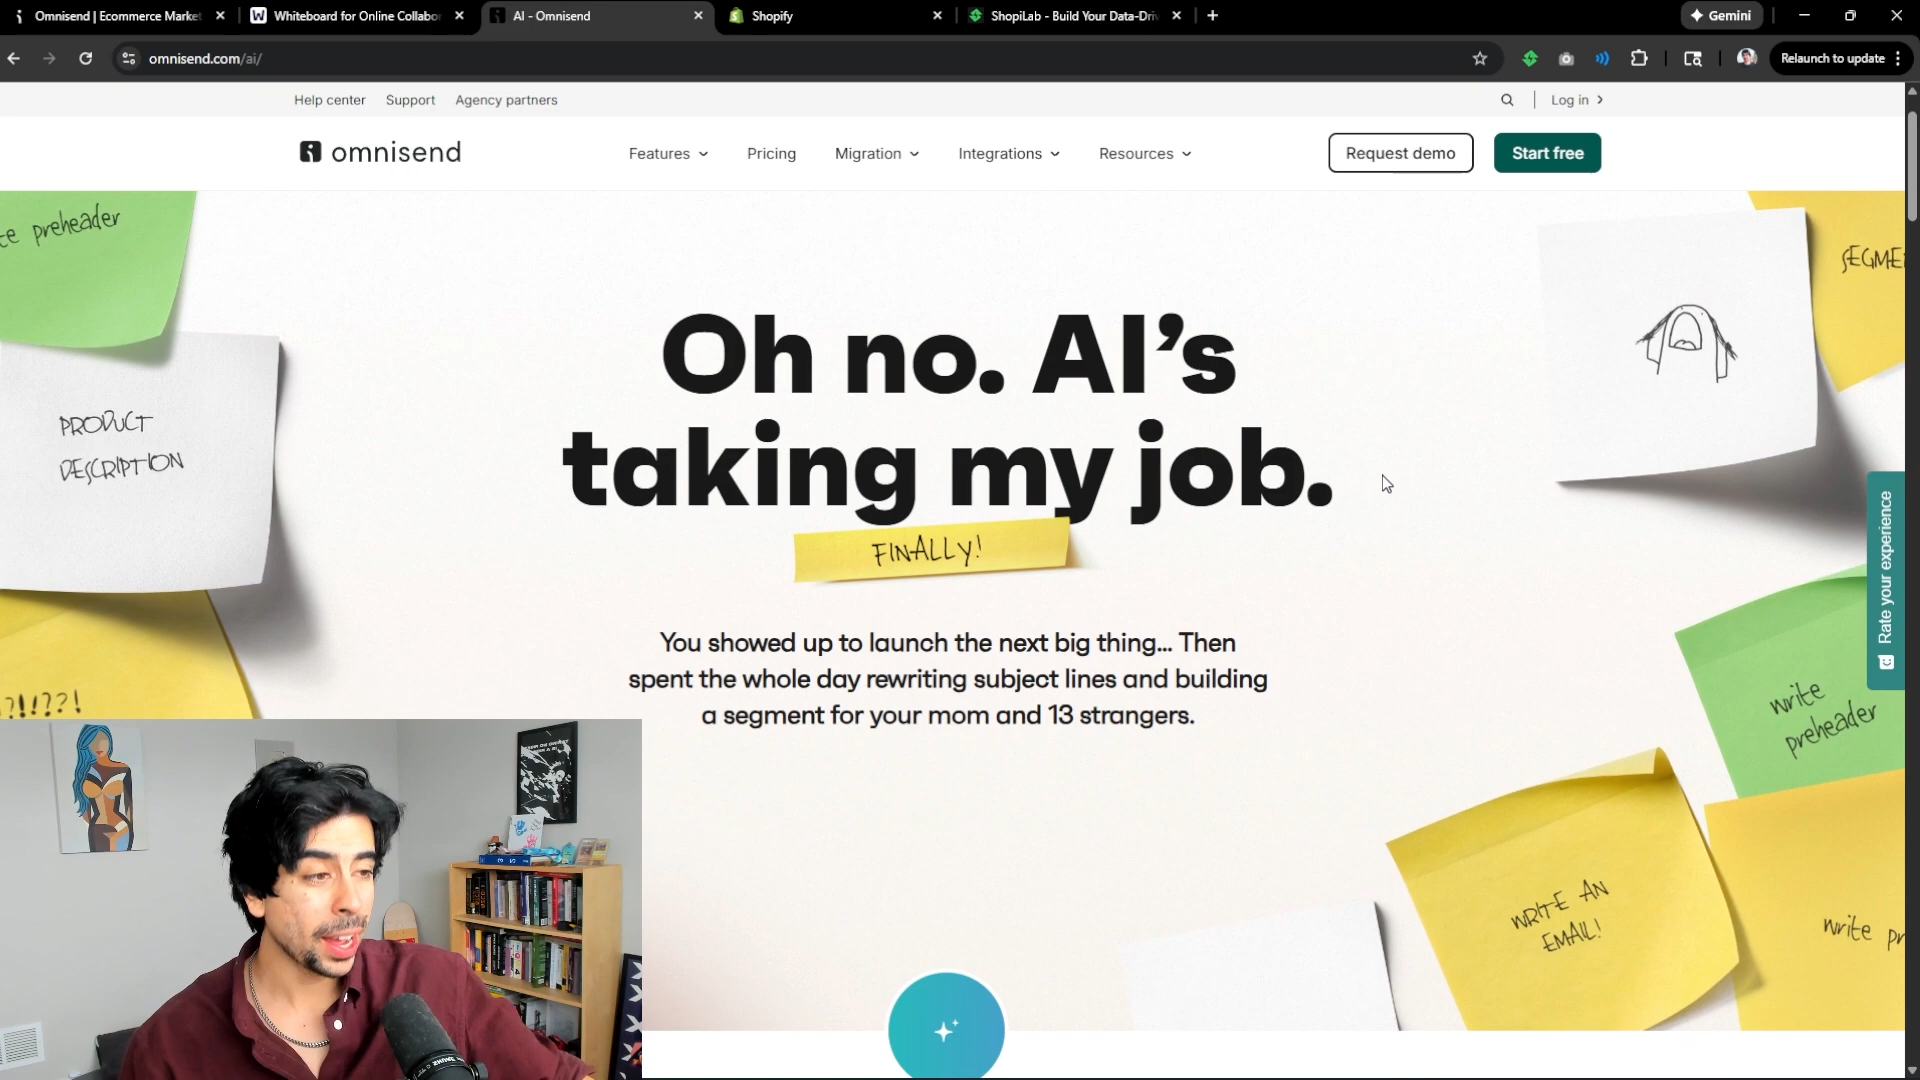 Omnisend | Ecommerce Market
Whiteboard for Online Collabo
AI - Omnisend
Shopify
ShopiLab - Build Your Data-Dri
Gemini
omnisend.com/ai/
Relaunch to update
Help center
Support
Agency partners
Log in
omnisend
Features
Pricing
Migration
Integrations
Resources
Request demo
Start free
preheader
SEGME
Oh no. AI’s
taking my job.
PRODUCT
DESCRIPTION
FINALLY!
You showed up to launch the next big thing... Then
spent the whole day rewriting subject lines and building
a segment for your mom and 13 strangers.
Rate your experience
?!!??!
write
preheader
WRITE AN
EMAIL!
write pr